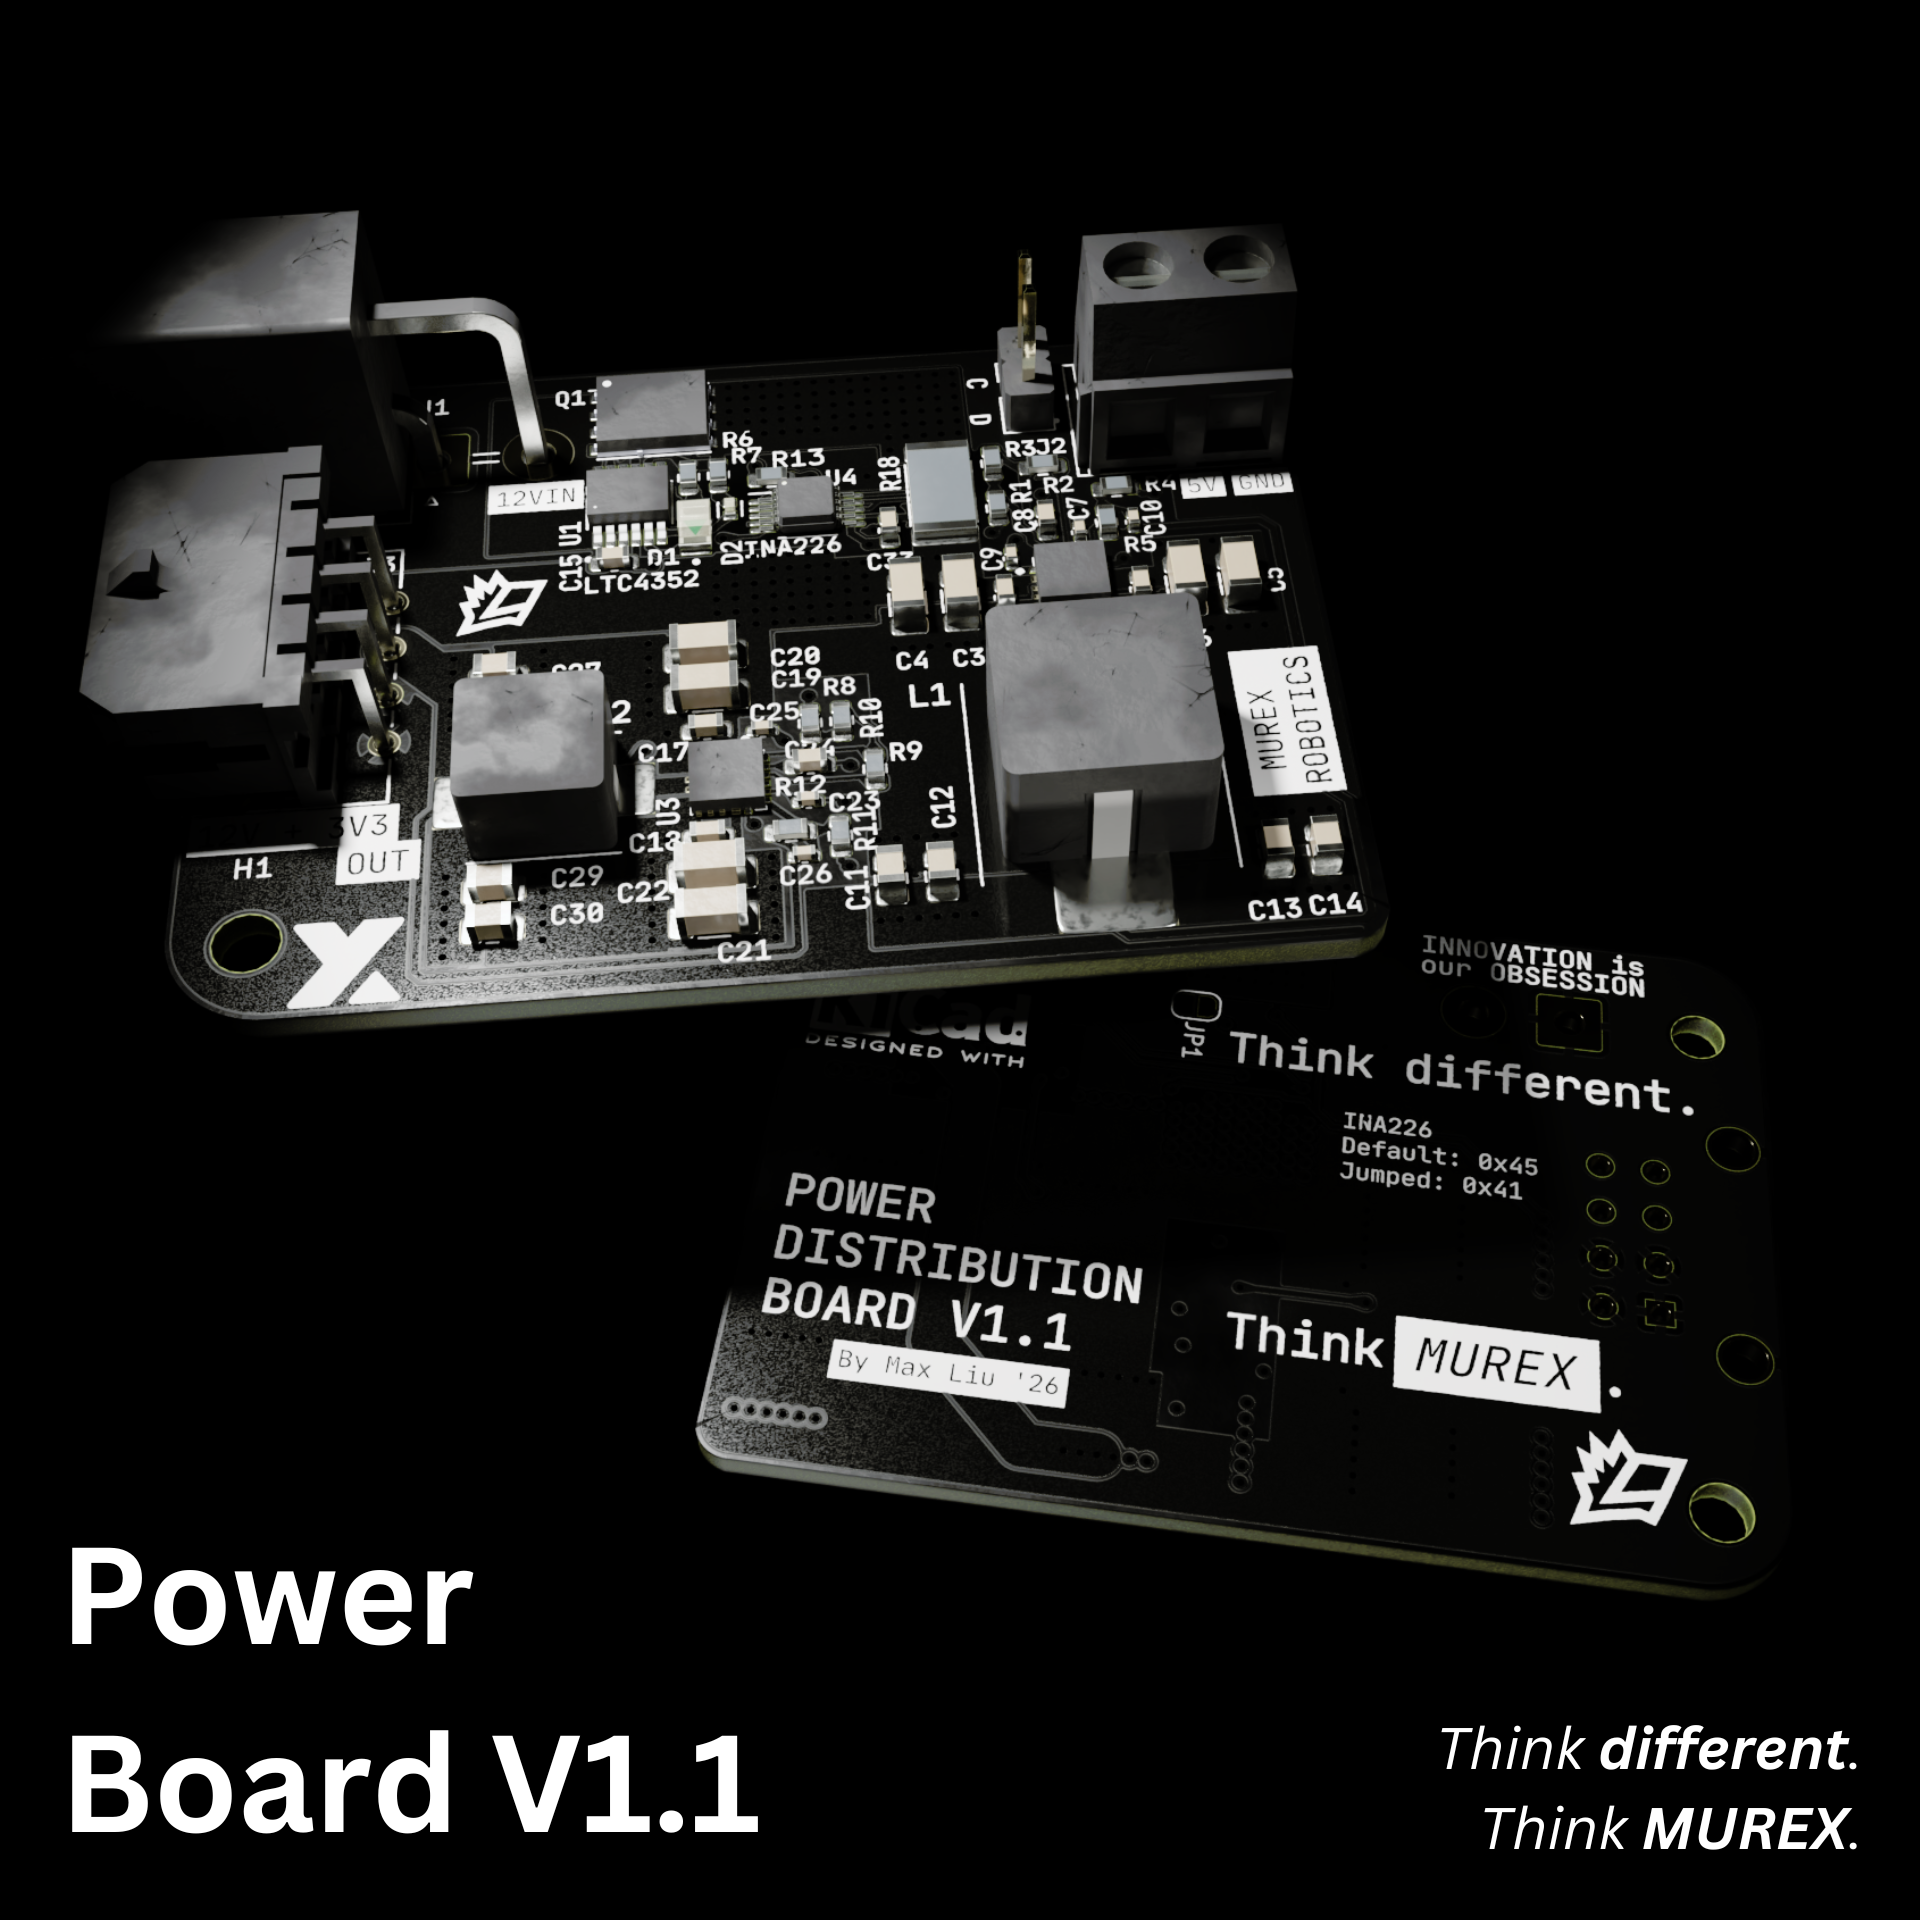 Q1
R6
R7
R13
U4
R18
C
D
R3
J2
R2
R1
C8
C7
R4
5V
GND
C10
R5
12VIN
U1
C15
D1
D2
INA226
LTC4352
C9
C4
C3
L1
C20
C19
R8
C25
R10
C17
R9
R12
U3
C23
R11
C12
C26
C11
C22
C21
C29
C30
3V3
OUT
H1
MUREX
ROBOTICS
C13
C14
INNOVATION is
our OBSESSION
KiCad
DESIGNED WITH
JP1
Think different.
INA226
Default: 0x45
Jumped: 0x41
POWER
DISTRIBUTION
BOARD V1.1
By Max Liu '26
Think MUREX.
Power
Board V1.1
Think different.
Think MUREX.